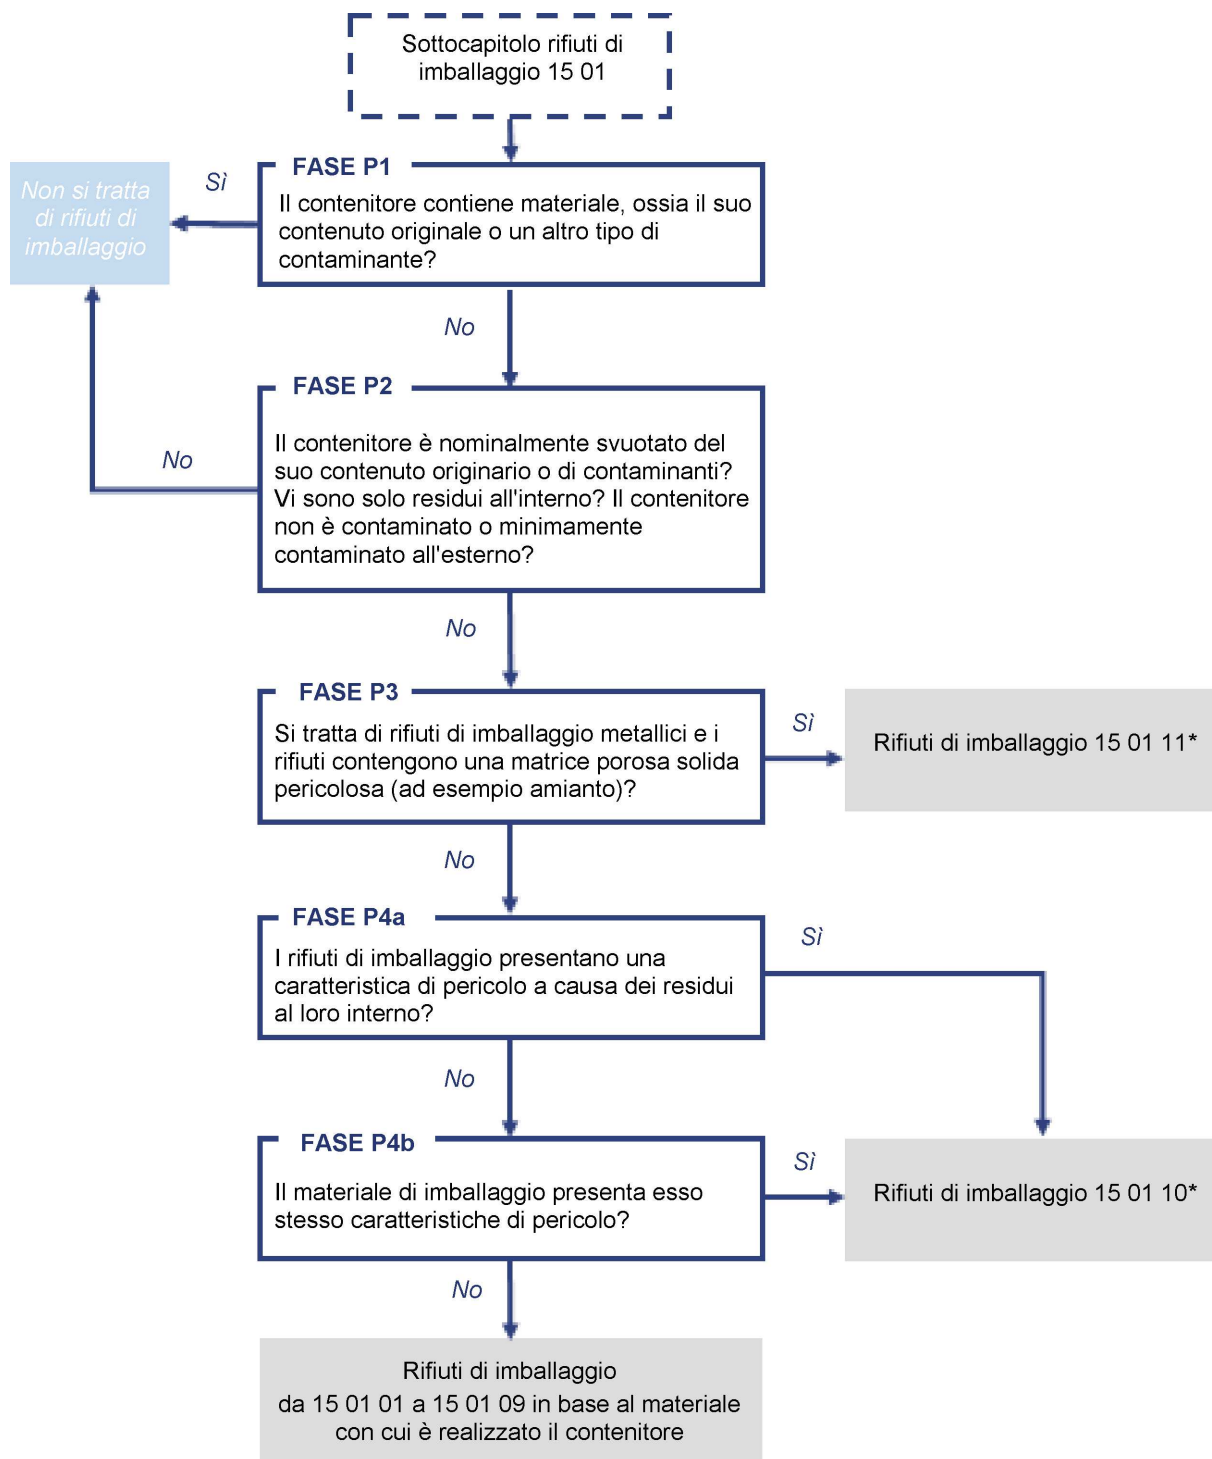 Sottocapitolo rifiuti di
imballaggio 15 01
FASE P1
Il contenitore contiene materiale, ossia il suo
contenuto originale o un altro tipo di
contaminante?
Sì
Non si tratta
di rifiuti di
imballaggio
No
FASE P2
Il contenitore è nominalmente svuotato del
suo contenuto originario o di contaminanti?
Vi sono solo residui all'interno? Il contenitore
non è contaminato o minimamente
contaminato all'esterno?
No
No
FASE P3
Si tratta di rifiuti di imballaggio metallici e i
rifiuti contengono una matrice porosa solida
pericolosa (ad esempio amianto)?
Sì
Rifiuti di imballaggio 15 01 11*
No
FASE P4a
I rifiuti di imballaggio presentano una
caratteristica di pericolo a causa dei residui
al loro interno?
Sì
No
FASE P4b
Il materiale di imballaggio presenta esso
stesso caratteristiche di pericolo?
Sì
Rifiuti di imballaggio 15 01 10*
No
Rifiuti di imballaggio
da 15 01 01 a 15 01 09 in base al materiale
con cui è realizzato il contenitore